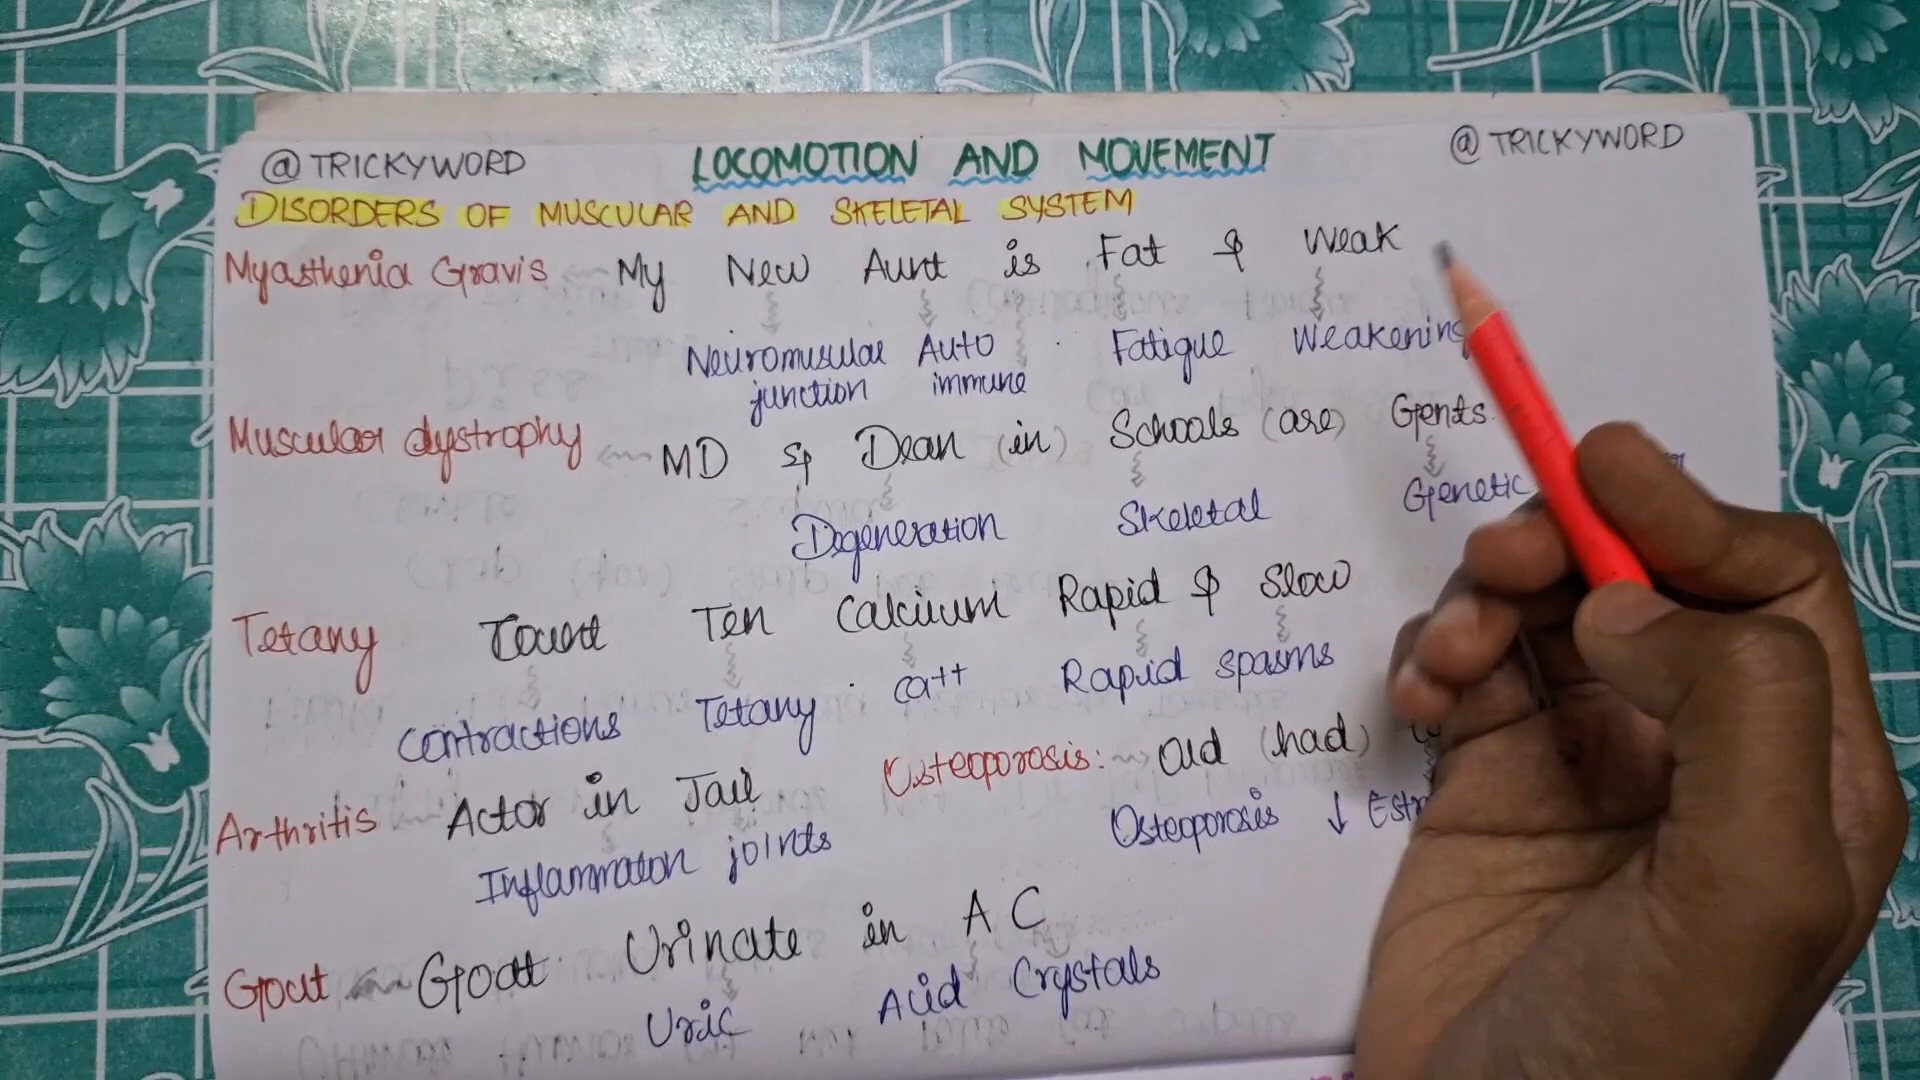 @TRICKYWORD LOCOMOTION AND MOVEMENT @TRICKYWORD
DISORDERS OF MUSCULAR AND SKELETAL SYSTEM
Myasthenia Gravis My New Aunt is Fat & Weak
Neuromusular Auto Fatigue Weakening
junction immune
Muscular dystrophy MD Dean (in) Schools (are) Gents
Degeneration Skeletal Genetic
Tetany Count Ten Calcium Rapid & Slow
Contractions Tetany Ca++ Rapid spasms
Osteoporosis: Old (had)
Arthritis Actor in Jail
Osteoporosis ↓
Inflammation joints
Gout Goat Urinate in A C
Uric Acid Crystals